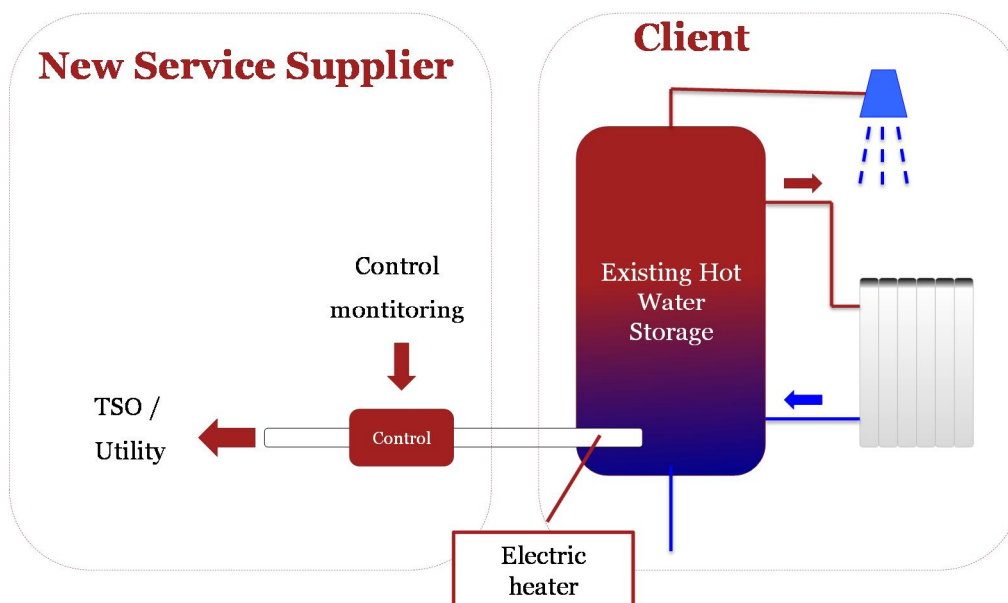 New Service Supplier
Client
Existing Hot
Water
Storage
Control
montitoring
TSO /
Utility
Control
Electric
heater